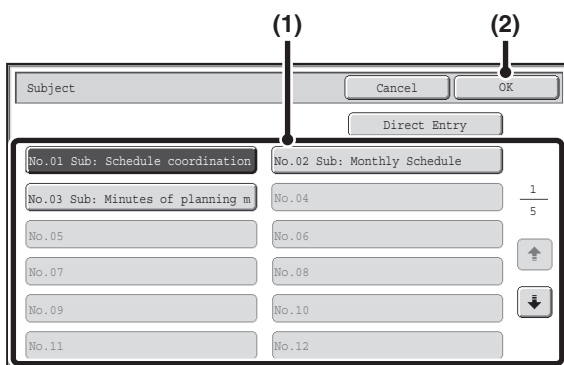 (1) (2)
Subject Cancel OK
Direct Entry
No.01 Sub: Schedule coordination No.02 Sub: Monthly Schedule
No.03 Sub: Minutes of planning m No.04
1
5
No.05 No.06
No.07 No.08
No.09 No.10
No.11 No.12